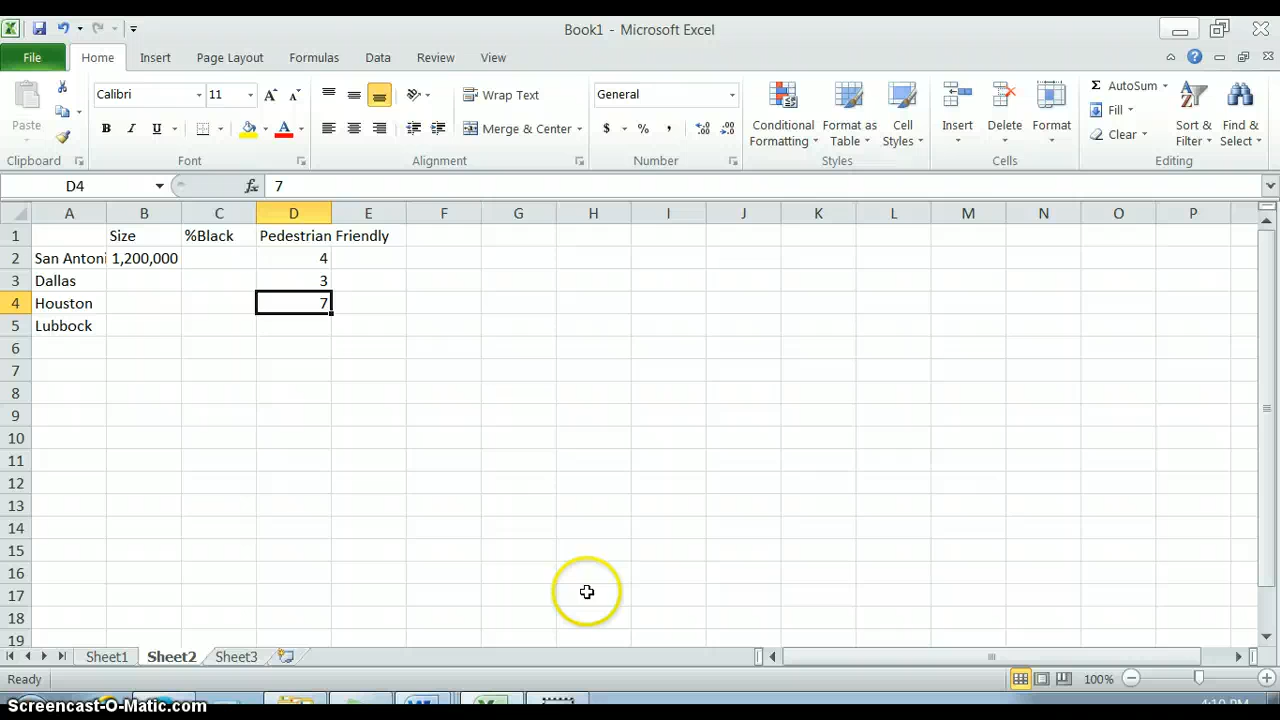 Book1 - Microsoft Excel
File Home Insert Page Layout Formulas Data Review View
Paste
Calibri 11
B I U
Wrap Text
Merge & Center
General
$ % ,
Conditional Formatting
Format as Table
Cell Styles
Insert Delete Format
Σ AutoSum
Fill
Clear
Sort & Filter
Find & Select
Clipboard Font Alignment Number Styles Cells Editing
D4 fx 7
A B C D E F G H I J K L M N O P
1 Size %Black Pedestrian Friendly
2 San Antoni 1,200,000 4
3 Dallas 3
4 Houston 7
5 Lubbock
6
7
8
9
10
11
12
13
14
15
16
17
18
19
Sheet1 Sheet2 Sheet3
Ready 100%
Screencast-O-Matic.com